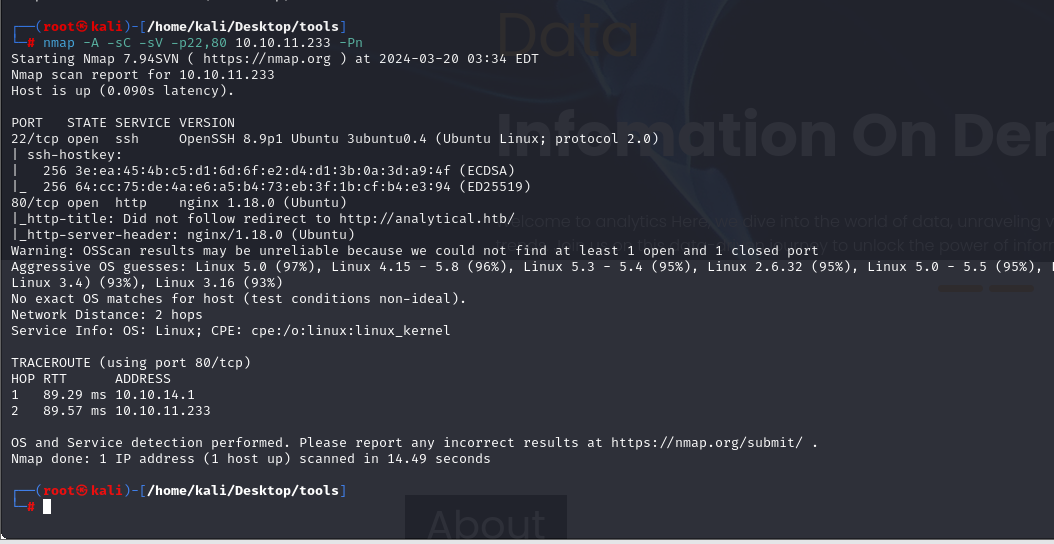 ┌──(root㉿kali)-[/home/kali/Desktop/tools]
└─# nmap -A -sC -sV -p22,80 10.10.11.233 -Pn
Starting Nmap 7.94SVN ( https://nmap.org ) at 2024-03-20 03:34 EDT
Nmap scan report for 10.10.11.233
Host is up (0.090s latency).

PORT   STATE SERVICE VERSION
22/tcp open  ssh     OpenSSH 8.9p1 Ubuntu 3ubuntu0.4 (Ubuntu Linux; protocol 2.0)
| ssh-hostkey:
|   256 3e:ea:45:4b:c5:d1:6d:6f:e2:d4:d1:3b:0a:3d:a9:4f (ECDSA)
|_  256 64:cc:75:de:4a:e6:a5:b4:73:eb:3f:1b:cf:b4:e3:94 (ED25519)
80/tcp open  http    nginx 1.18.0 (Ubuntu)
|_http-title: Did not follow redirect to http://analytical.htb/
|_http-server-header: nginx/1.18.0 (Ubuntu)
Warning: OSScan results may be unreliable because we could not find at least 1 open and 1 closed port
Aggressive OS guesses: Linux 5.0 (97%), Linux 4.15 - 5.8 (96%), Linux 5.3 - 5.4 (95%), Linux 2.6.32 (95%), Linux 5.0 - 5.5 (95%),
Linux 3.4) (93%), Linux 3.16 (93%)
No exact OS matches for host (test conditions non-ideal).
Network Distance: 2 hops
Service Info: OS: Linux; CPE: cpe:/o:linux:linux_kernel

TRACEROUTE (using port 80/tcp)
HOP RTT      ADDRESS
1   89.29 ms 10.10.14.1
2   89.57 ms 10.10.11.233

OS and Service detection performed. Please report any incorrect results at https://nmap.org/submit/ .
Nmap done: 1 IP address (1 host up) scanned in 14.49 seconds

┌──(root㉿kali)-[/home/kali/Desktop/tools]
└─#
Data
Infomation On Dem
elcome to analytics Here we dive into the world of data, unraveling
journey to unlock the power of infor
About